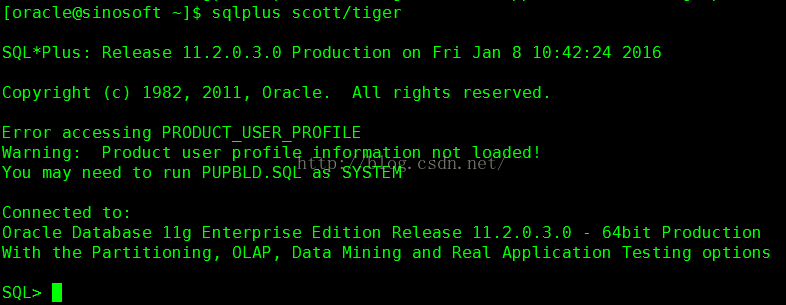 [oracle@sinosoft ~]$ sqlplus scott/tiger
SQL*Plus: Release 11.2.0.3.0 Production on Fri Jan 8 10:42:24 2016
Copyright (c) 1982, 2011, Oracle.  All rights reserved.
Error accessing PRODUCT_USER_PROFILE
Warning:  Product user profile information not loaded!
http://blog.csdn.net/
You may need to run PUPBLD.SQL as SYSTEM
Connected to:
Oracle Database 11g Enterprise Edition Release 11.2.0.3.0 - 64bit Production
With the Partitioning, OLAP, Data Mining and Real Application Testing options
SQL>